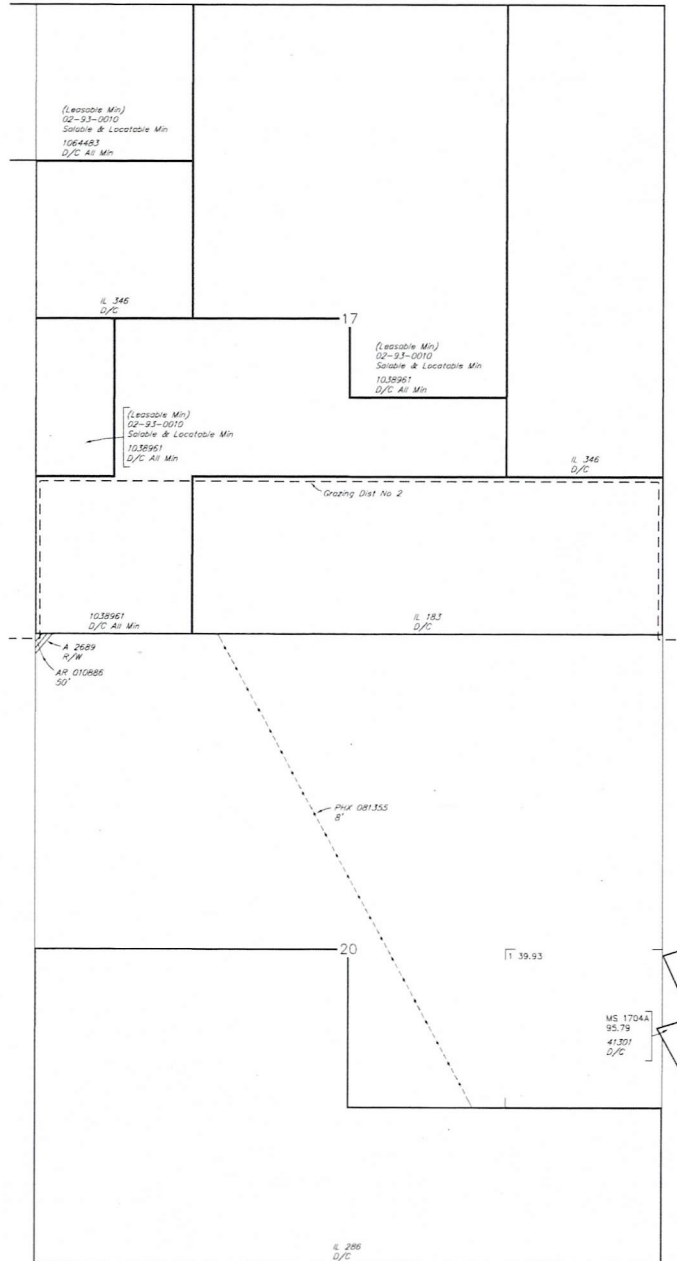 (Leasable Min)
02-93-0010
Salable & Locatable Min
1064483
D/C All Min
IL 346
D/C
17
(Leasable Min)
02-93-0010
Salable & Locatable Min
1038961
D/C All Min
(Leasable Min)
02-93-0010
Salable & Locatable Min
1038961
D/C All Min
IL 346
D/C
Grazing Dist No 2
1038961
D/C All Min
IL 183
D/C
A 2689
R/W
AR 010886
50'
PHX 081355
8'
20
1 39.93
MS 1704A
95.79
41301
D/C
IL 286
D/C